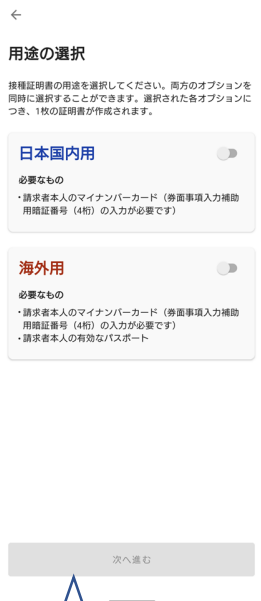 用途の選択
接種証明書の用途を選択してください。両方のオプションを
同時に選択することができます。選択された各オプションに
つき、1枚の証明書が作成されます。
日本国内用
必要なもの
・請求者本人のマイナンバーカード（券面事項入力補助
用暗証番号（4桁）の入力が必要です）
海外用
必要なもの
・請求者本人のマイナンバーカード（券面事項入力補助
用暗証番号（4桁）の入力が必要です）
・請求者本人の有効なパスポート
次へ進む